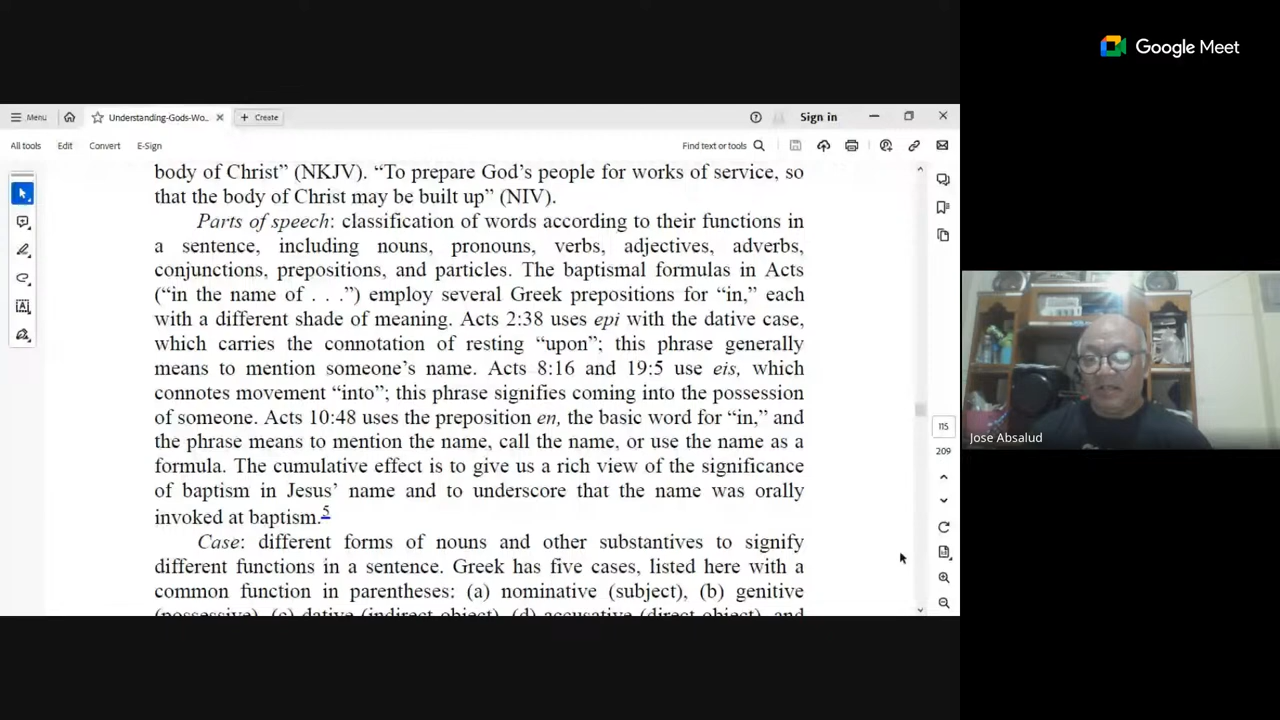 Google Meet
Menu
Understanding-Gods-Wo...
Create
Sign in
All tools
Edit
Convert
E-Sign
Find text or tools
body of Christ” (NKJV). “To prepare God’s people for works of service, so
that the body of Christ may be built up” (NIV).
Parts of speech: classification of words according to their functions in
a sentence, including nouns, pronouns, verbs, adjectives, adverbs,
conjunctions, prepositions, and particles. The baptismal formulas in Acts
(“in the name of . . .”) employ several Greek prepositions for “in,” each
with a different shade of meaning. Acts 2:38 uses epi with the dative case,
which carries the connotation of resting “upon”; this phrase generally
means to mention someone’s name. Acts 8:16 and 19:5 use eis, which
connotes movement “into”; this phrase signifies coming into the possession
of someone. Acts 10:48 uses the preposition en, the basic word for “in,” and
the phrase means to mention the name, call the name, or use the name as a
formula. The cumulative effect is to give us a rich view of the significance
of baptism in Jesus’ name and to underscore that the name was orally
invoked at baptism.5
Case: different forms of nouns and other substantives to signify
different functions in a sentence. Greek has five cases, listed here with a
common function in parentheses: (a) nominative (subject), (b) genitive
(possessive), (c) dative (indirect object), (d) accusative (direct object), and
115
209
Jose Absalud